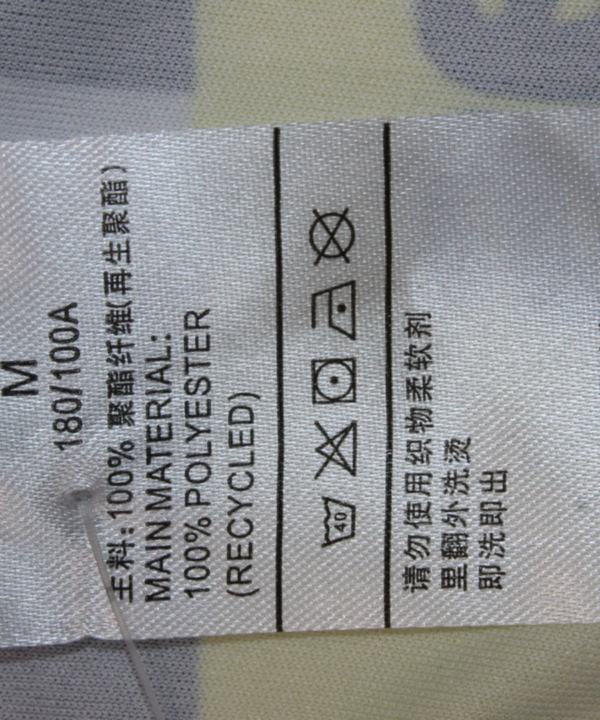 M
180/100A
主料:100% 聚酯纤维(再生聚酯)
MAIN MATERIAL:
100% POLYESTER
(RECYCLED)
40
请勿使用织物柔软剂
里翻外洗烫
即洗即出